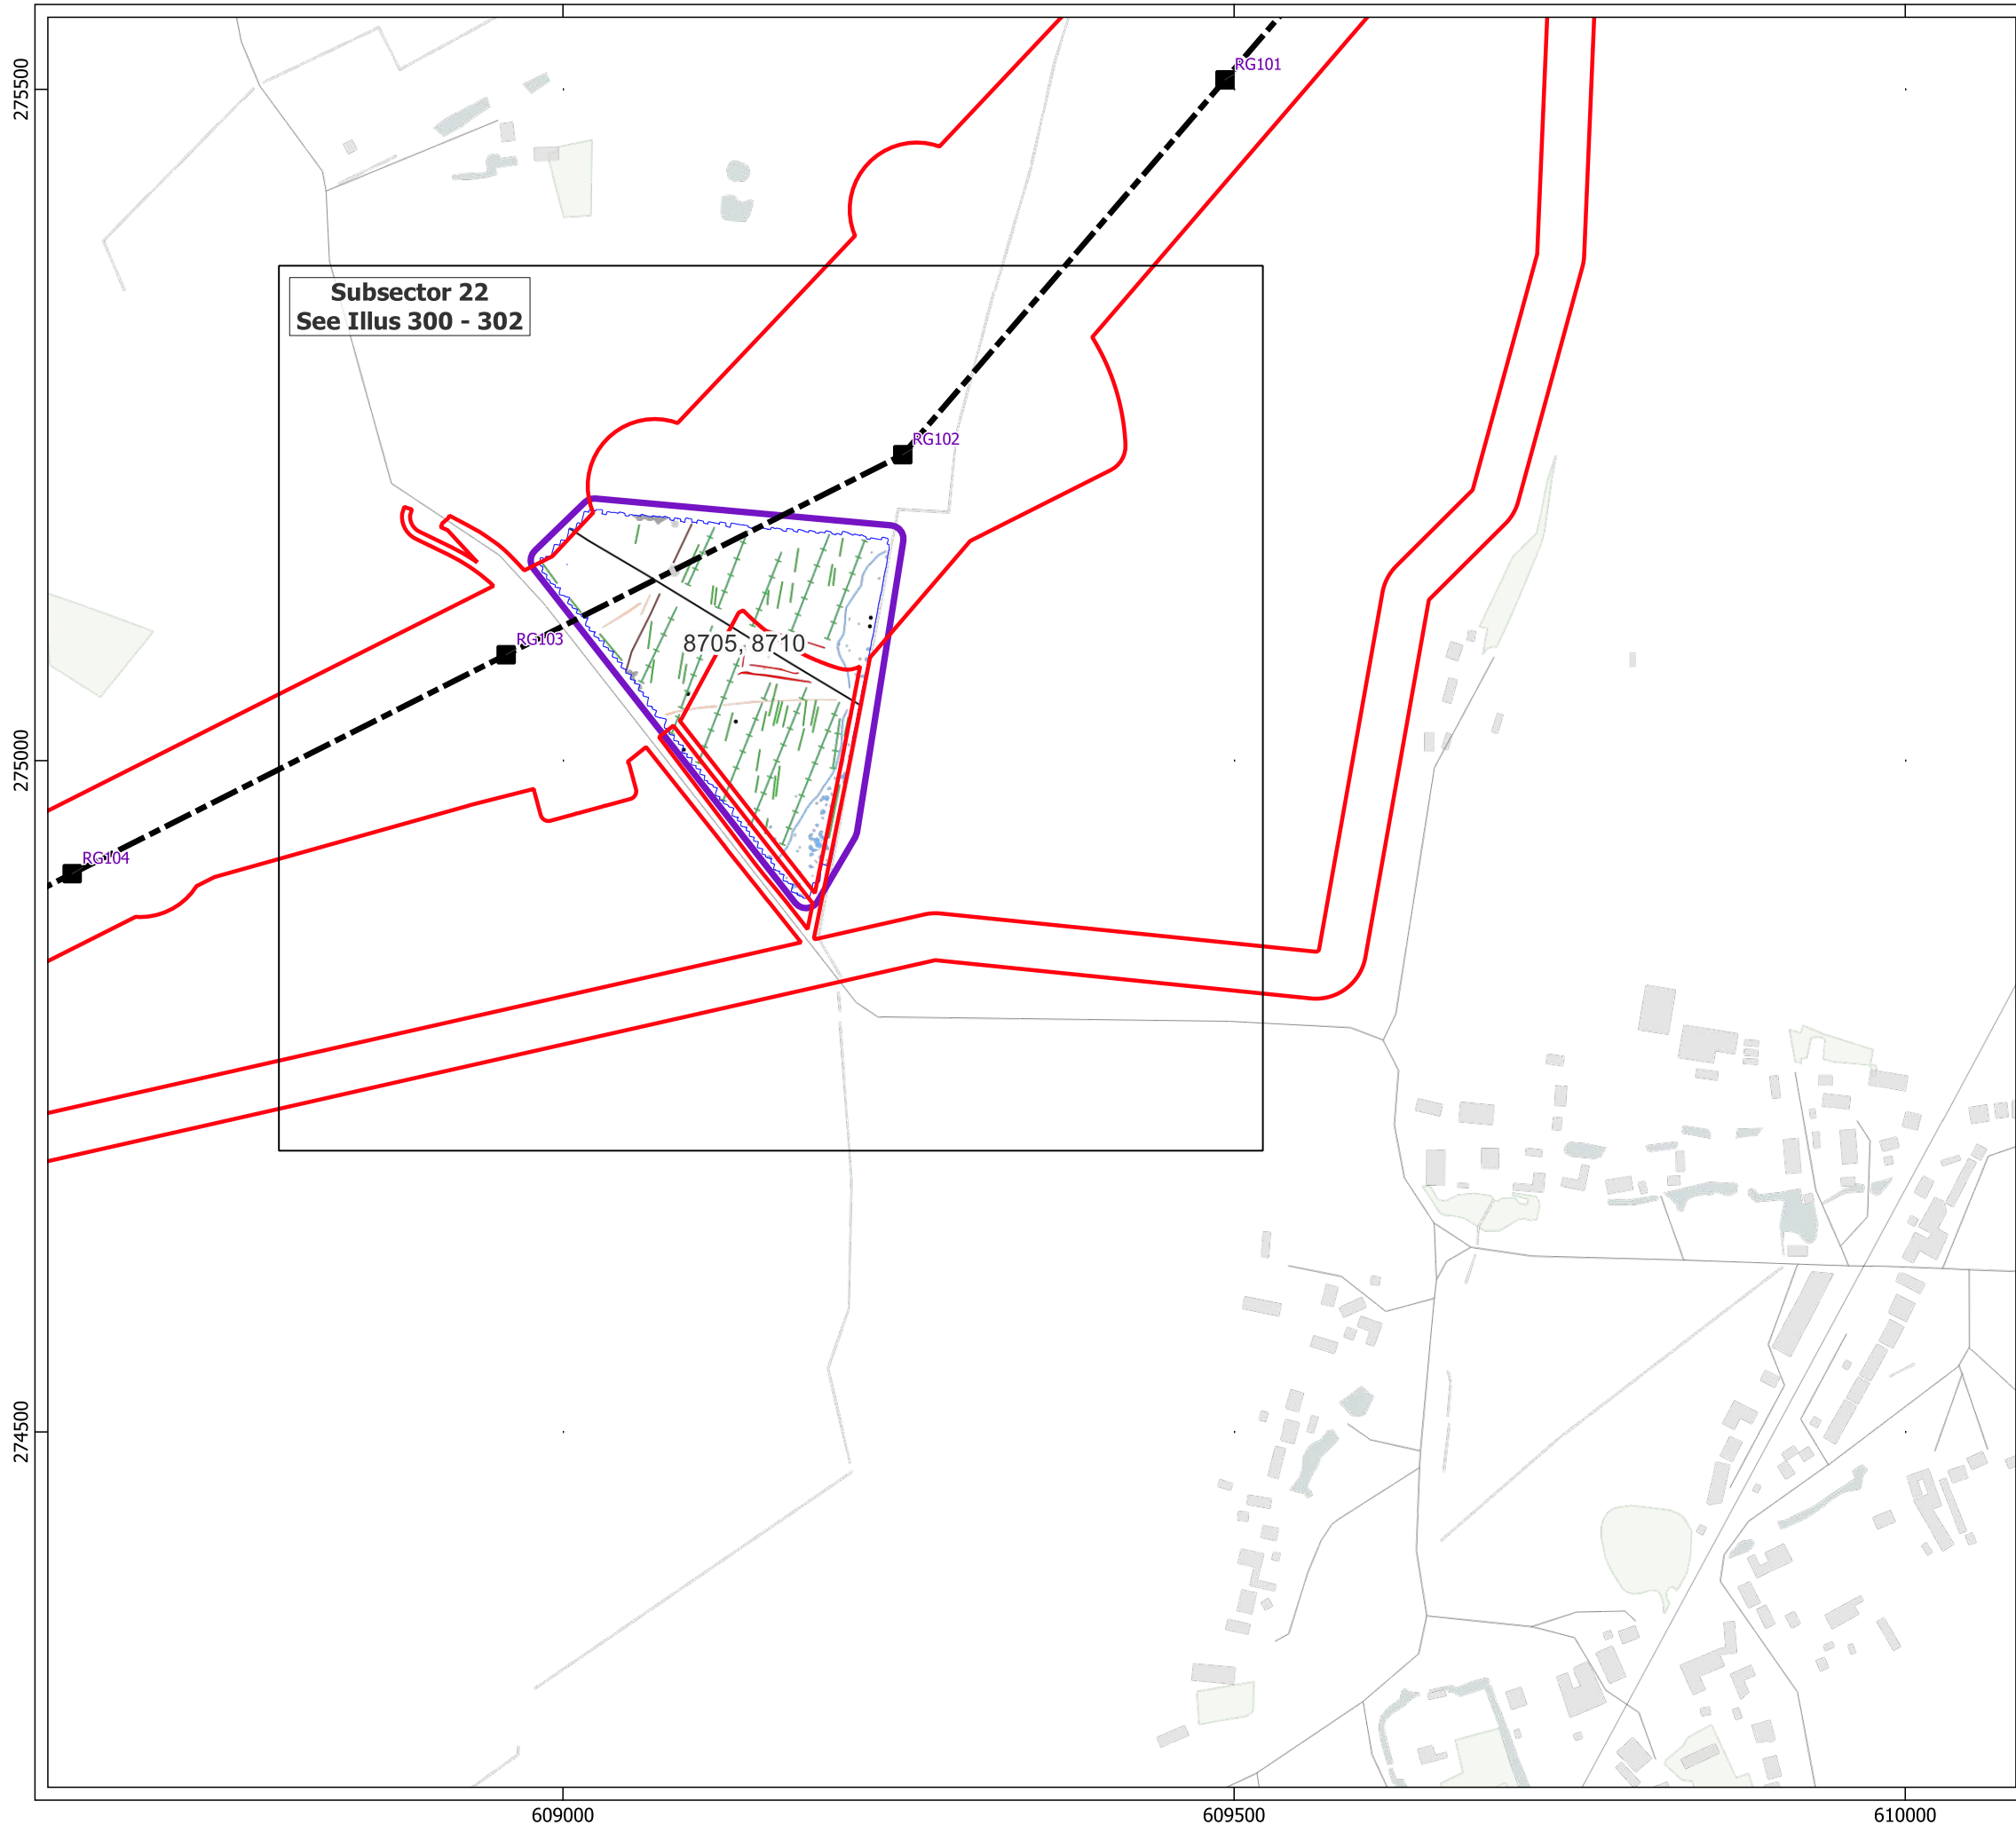 RG101
275500
Subsector 22
See Illus 300 - 302
RG102
RG103
8705, 8710
275000
RG104
274500
609000
609500
610000